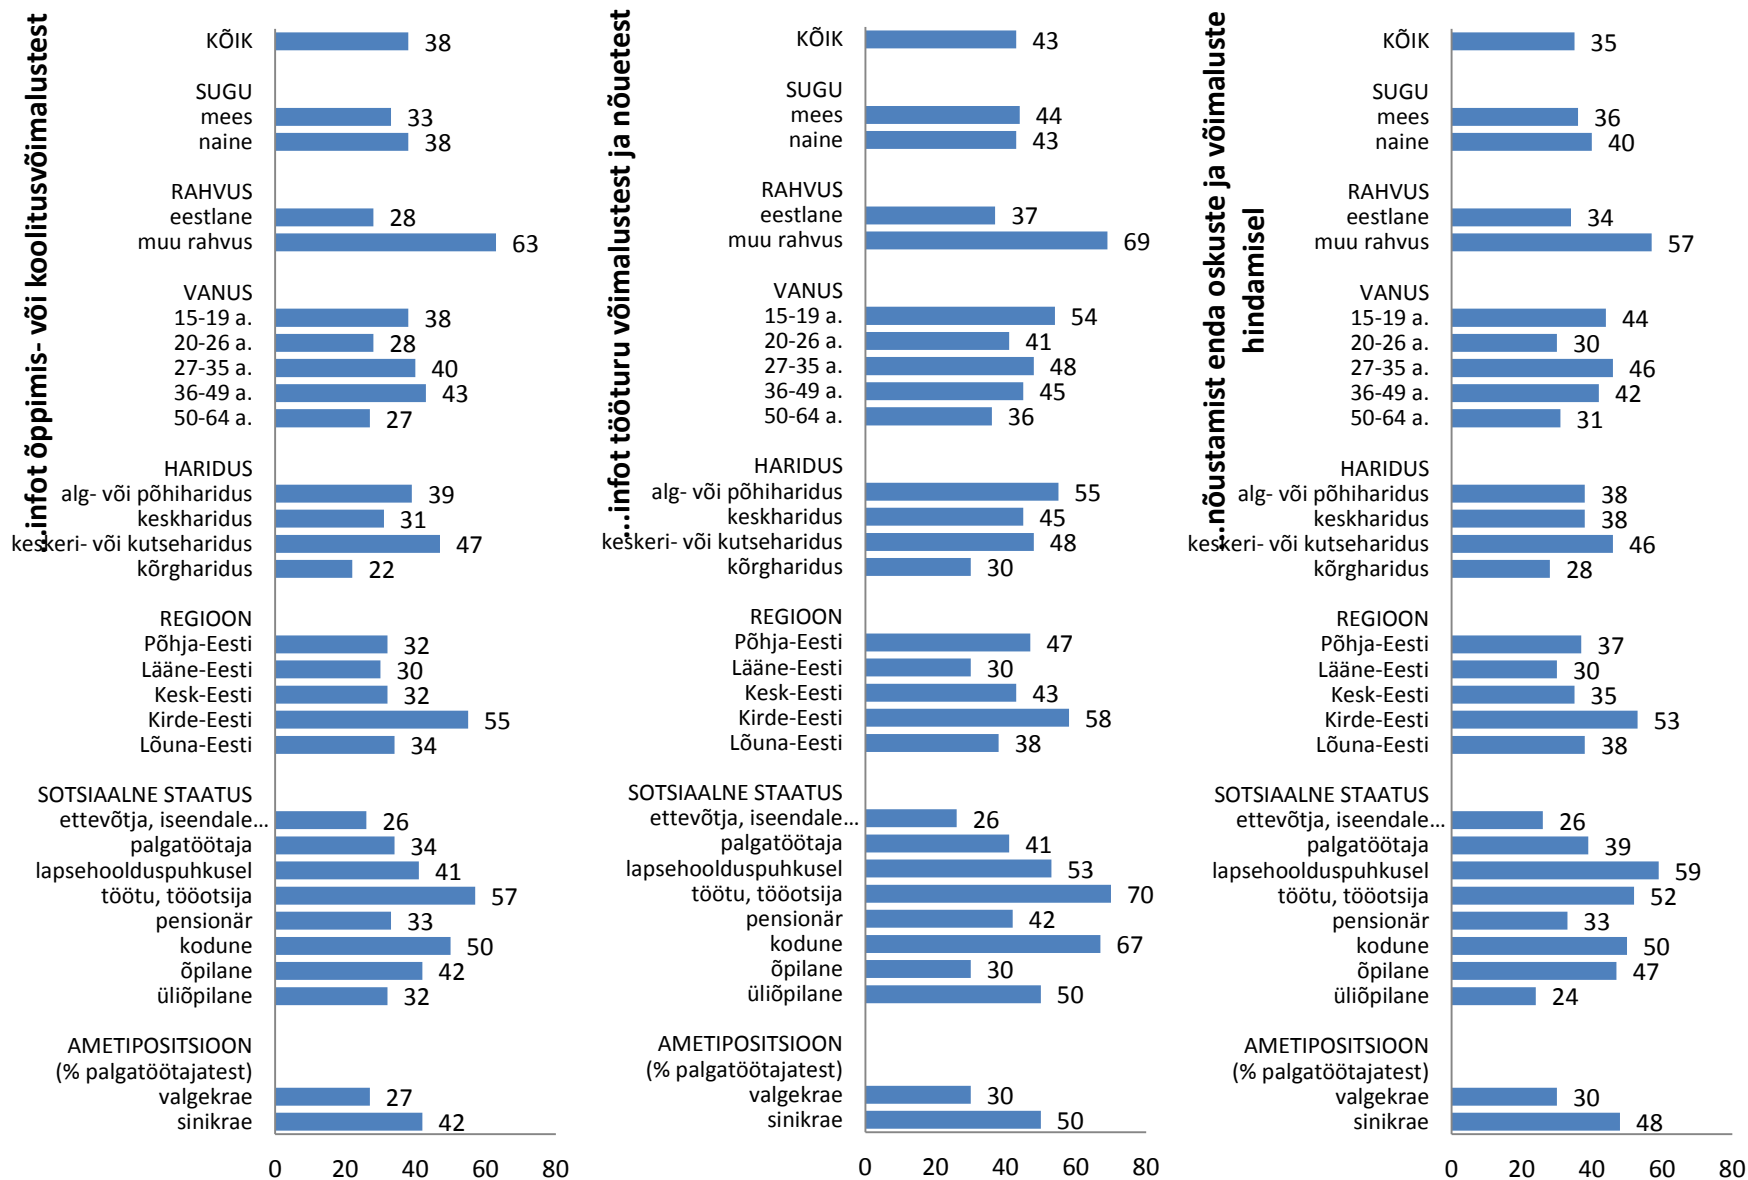 ...infot õppimis- või koolitusvõimalustest
KÕIK 38
SUGU
mees 33
naine 38
RAHVUS
eestlane 28
muu rahvus 63
VANUS
15-19 a. 38
20-26 a. 28
27-35 a. 40
36-49 a. 43
50-64 a. 27
HARIDUS
alg- või põhiharidus 39
keskharidus 31
keskeri- või kutseharidus 47
kõrgharidus 22
REGIOON
Põhja-Eesti 32
Lääne-Eesti 30
Kesk-Eesti 32
Kirde-Eesti 55
Lõuna-Eesti 34
SOTSIAALNE STAATUS
ettevõtja, iseendale... 26
palgatöötaja 34
lapsehoolduspuhkusel 41
töötu, tööotsija 57
pensionär 33
kodune 50
õpilane 42
üliõpilane 32
AMETIPOSITSIOON
(% palgatöötajatest)
valgekrae 27
sinikrae 42
0 20 40 60 80
...infot tööturu võimalustest ja nõuetest
KÕIK 43
SUGU
mees 44
naine 43
RAHVUS
eestlane 37
muu rahvus 69
VANUS
15-19 a. 54
20-26 a. 41
27-35 a. 48
36-49 a. 45
50-64 a. 36
HARIDUS
alg- või põhiharidus 55
keskharidus 45
keskeri- või kutseharidus 48
kõrgharidus 30
REGIOON
Põhja-Eesti 47
Lääne-Eesti 30
Kesk-Eesti 43
Kirde-Eesti 58
Lõuna-Eesti 38
SOTSIAALNE STAATUS
ettevõtja, iseendale... 26
palgatöötaja 41
lapsehoolduspuhkusel 53
töötu, tööotsija 70
pensionär 42
kodune 67
õpilane 30
üliõpilane 50
AMETIPOSITSIOON
(% palgatöötajatest)
valgekrae 30
sinikrae 50
0 20 40 60 80
...nõustamist enda oskuste ja võimaluste
hindamisel
KÕIK 35
SUGU
mees 36
naine 40
RAHVUS
eestlane 34
muu rahvus 57
VANUS
15-19 a. 44
20-26 a. 30
27-35 a. 46
36-49 a. 42
50-64 a. 31
HARIDUS
alg- või põhiharidus 38
keskharidus 38
keskeri- või kutseharidus 46
kõrgharidus 28
REGIOON
Põhja-Eesti 37
Lääne-Eesti 30
Kesk-Eesti 35
Kirde-Eesti 53
Lõuna-Eesti 38
SOTSIAALNE STAATUS
ettevõtja, iseendale... 26
palgatöötaja 39
lapsehoolduspuhkusel 59
töötu, tööotsija 52
pensionär 33
kodune 50
õpilane 47
üliõpilane 24
AMETIPOSITSIOON
(% palgatöötajatest)
valgekrae 30
sinikrae 48
0 20 40 60 80